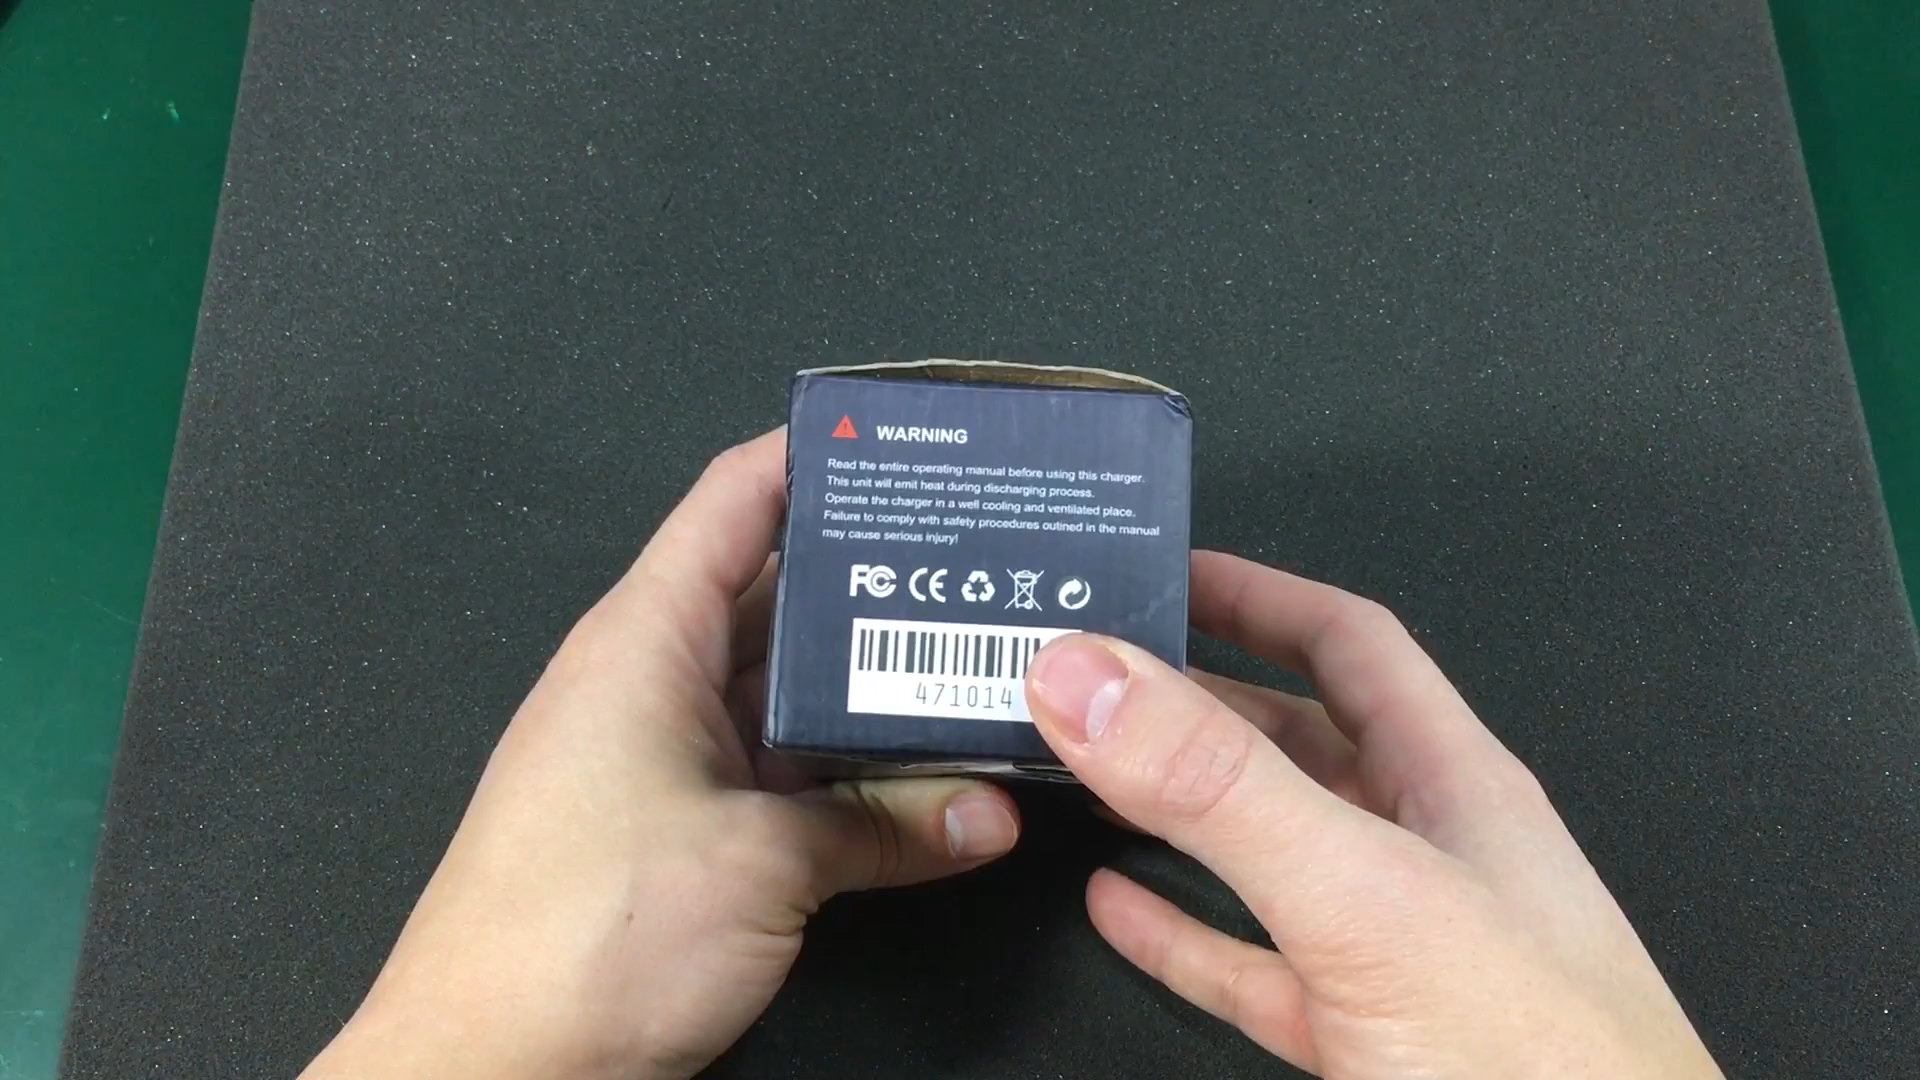 WARNING
Read the entire operating manual before using this charger.
This unit will emit heat during discharging process.
Operate the charger in a well cooling and ventilated place.
Failure to comply with safety procedures outined in the manual
may cause serious injury!
FC CE
471014